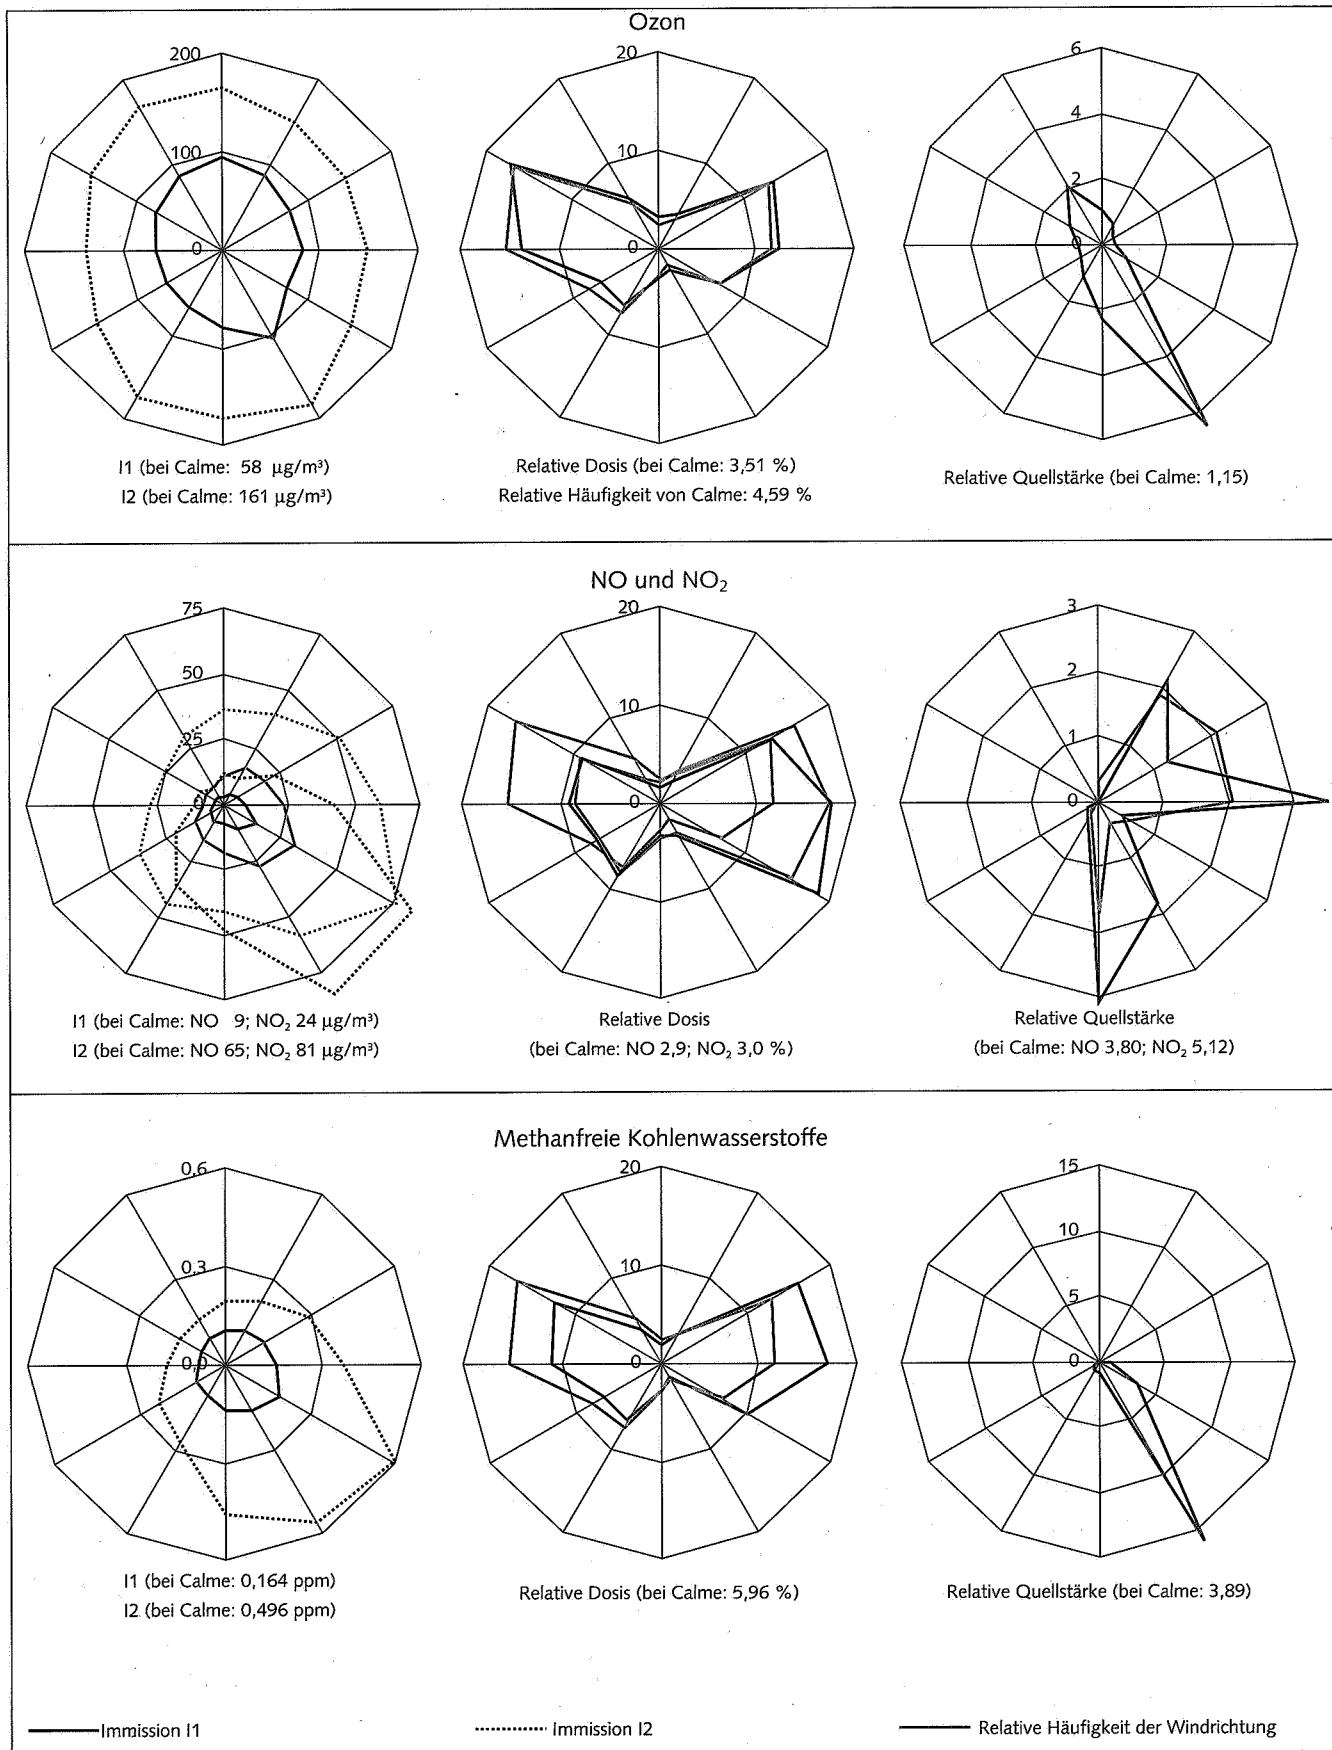 Ozon
200
100
0
20
10
0
6
4
2
0
I1 (bei Calme: 58 µg/m³)
I2 (bei Calme: 161 µg/m³)
Relative Dosis (bei Calme: 3,51 %)
Relative Häufigkeit von Calme: 4,59 %
Relative Quellstärke (bei Calme: 1,15)
NO und NO₂
75
50
25
0
20
10
0
3
2
1
0
I1 (bei Calme: NO 9; NO₂ 24 µg/m³)
I2 (bei Calme: NO 65; NO₂ 81 µg/m³)
Relative Dosis
(bei Calme: NO 2,9; NO₂ 3,0 %)
Relative Quellstärke
(bei Calme: NO 3,80; NO₂ 5,12)
Methanfreie Kohlenwasserstoffe
0,6
0,3
0,0
20
10
0
15
10
5
0
I1 (bei Calme: 0,164 ppm)
I2 (bei Calme: 0,496 ppm)
Relative Dosis (bei Calme: 5,96 %)
Relative Quellstärke (bei Calme: 3,89)
Immission I1
Immission I2
Relative Häufigkeit der Windrichtung